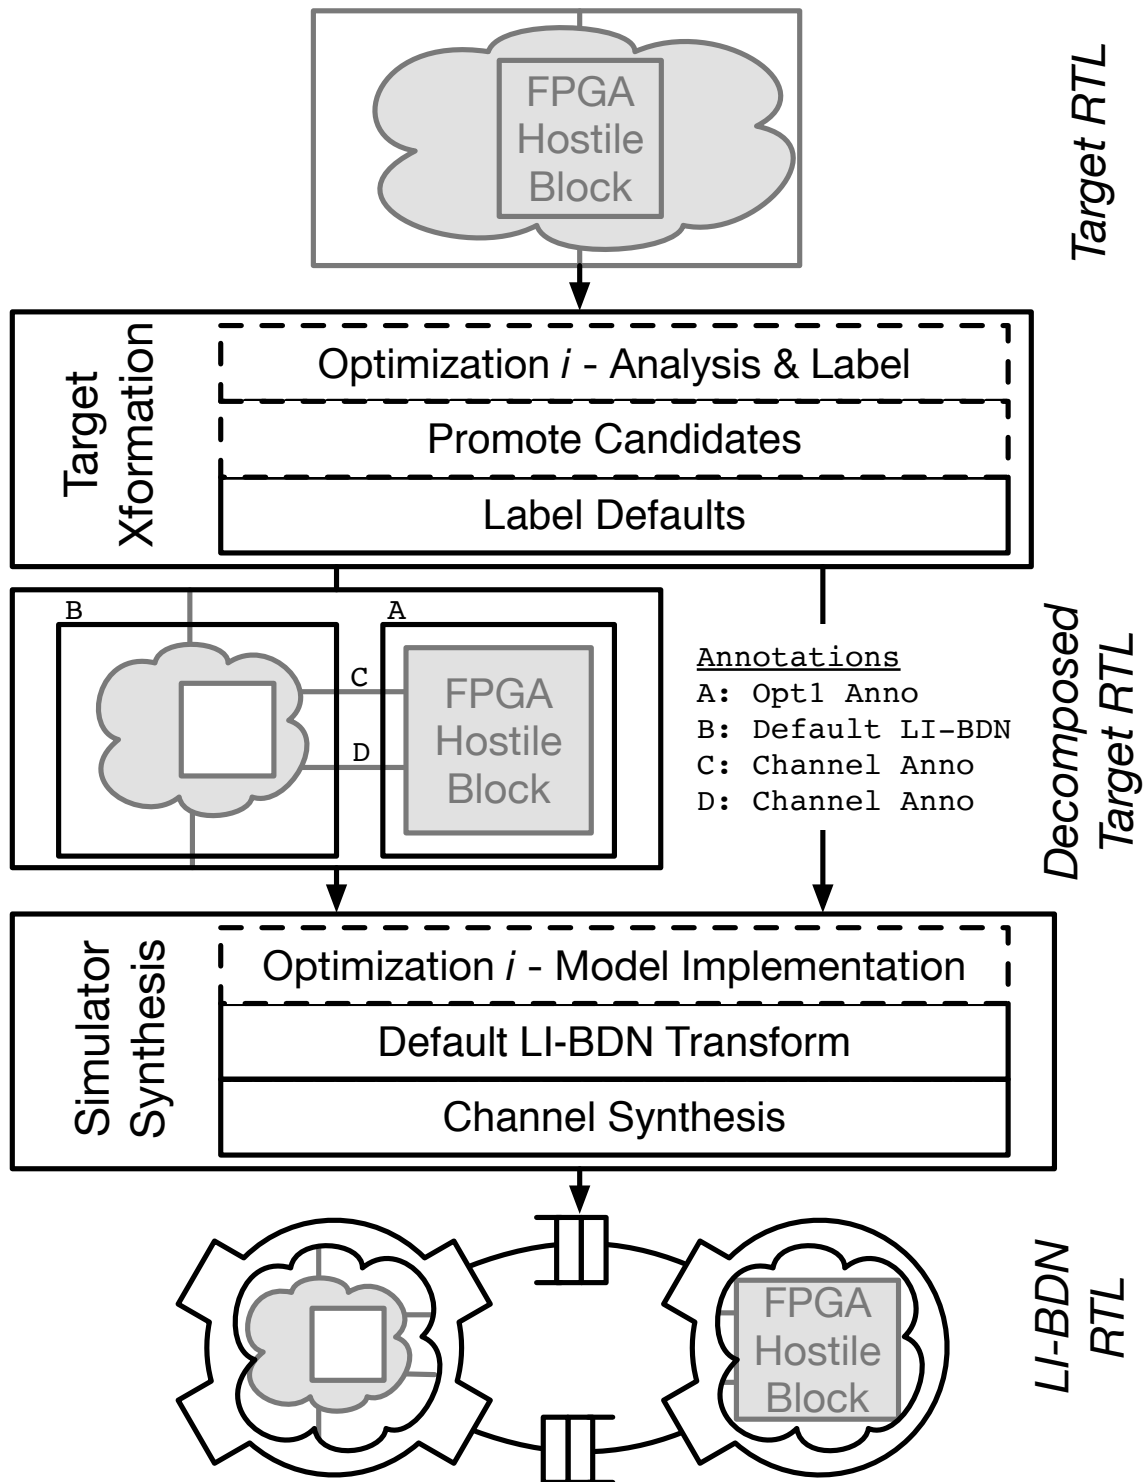 FPGA
Hostile
Block
Target RTL
Target
Xformation
Optimization i - Analysis & Label
Promote Candidates
Label Defaults
B
A
C
D
FPGA
Hostile
Block
Annotations
A: Opt1 Anno
B: Default LI-BDN
C: Channel Anno
D: Channel Anno
Decomposed
Target RTL
Simulator
Synthesis
Optimization i - Model Implementation
Default LI-BDN Transform
Channel Synthesis
FPGA
Hostile
Block
LI-BDN
RTL